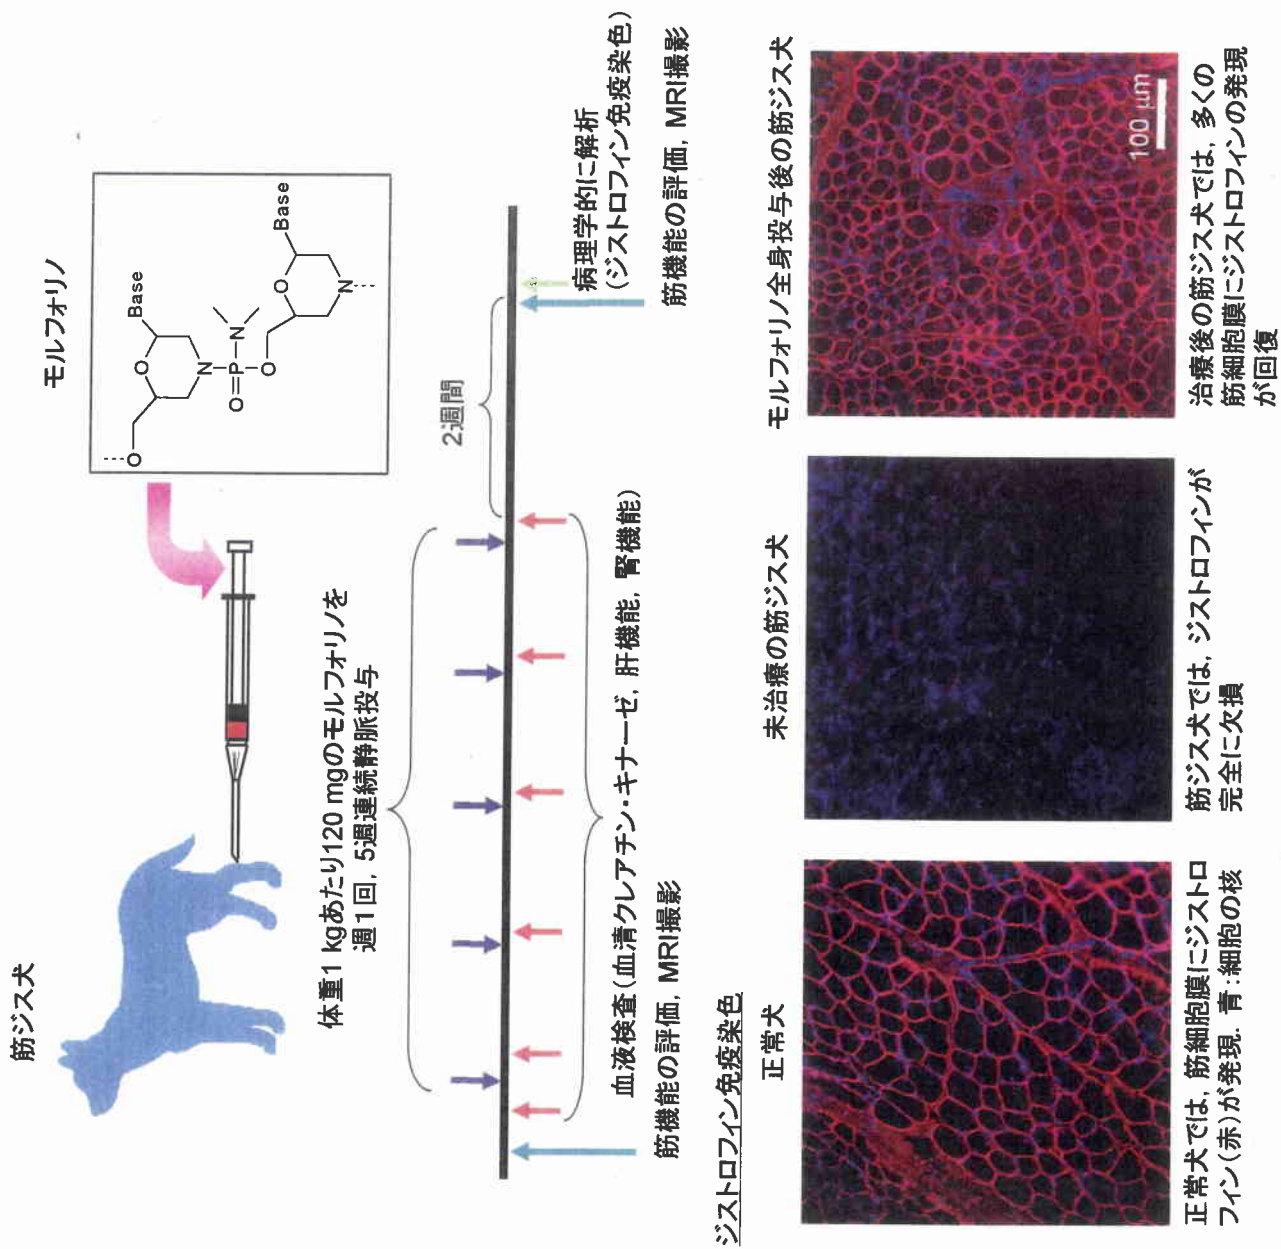 筋ジス犬
モルフォリノ
O
O
Base
N
P
O
N
O
O
Base
N
体重1 kgあたり120 mgのモルフォリノを
週1回, 5週連続静脈投与
2週間
血液検査(血清クレアチン・キナーゼ, 肝機能, 腎機能)
筋機能の評価, MRI撮影
病理学的に解析
(ジストロフィン免疫染色)
筋機能の評価, MRI撮影
ジストロフィン免疫染色
正常犬
未治療の筋ジス犬
モルフォリノ全身投与後の筋ジス犬
100 μm
正常犬では, 筋細胞膜にジストロ
フィン(赤)が発現. 青:細胞の核
筋ジス犬では, ジストロフィンが
完全に欠損
治療後の筋ジス犬では, 多くの
筋細胞膜にジストロフィンの発現
が回復